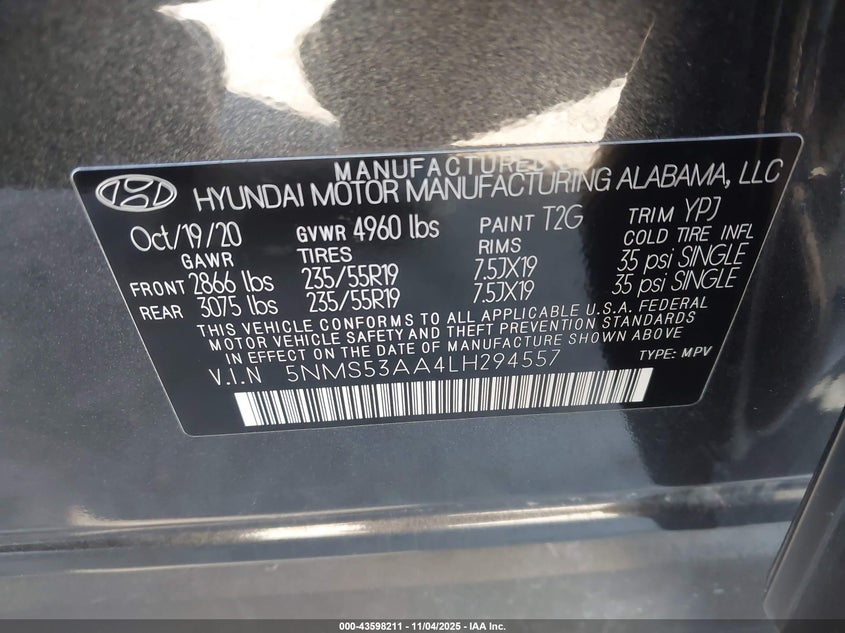 MANUFACTURED
HYUNDAI MOTOR MANUFACTURING ALABAMA, LLC
Oct/19/20 GVWR 4960 lbs PAINT T2G TRIM YPJ
GAWR TIRES RIMS COLD TIRE INFL
FRONT 2866 lbs 235/55R19 7.5JX19 35 psi SINGLE
REAR 3075 lbs 235/55R19 7.5JX19 35 psi SINGLE
THIS VEHICLE CONFORMS TO ALL APPLICABLE U.S.A. FEDERAL
MOTOR VEHICLE SAFETY AND THEFT PREVENTION STANDARDS
IN EFFECT ON THE DATE OF MANUFACTURE SHOWN ABOVE
V.I.N 5NMS53AA4LH294557 TYPE: MPV
000-43598211 - 11/04/2025 - IAA Inc.